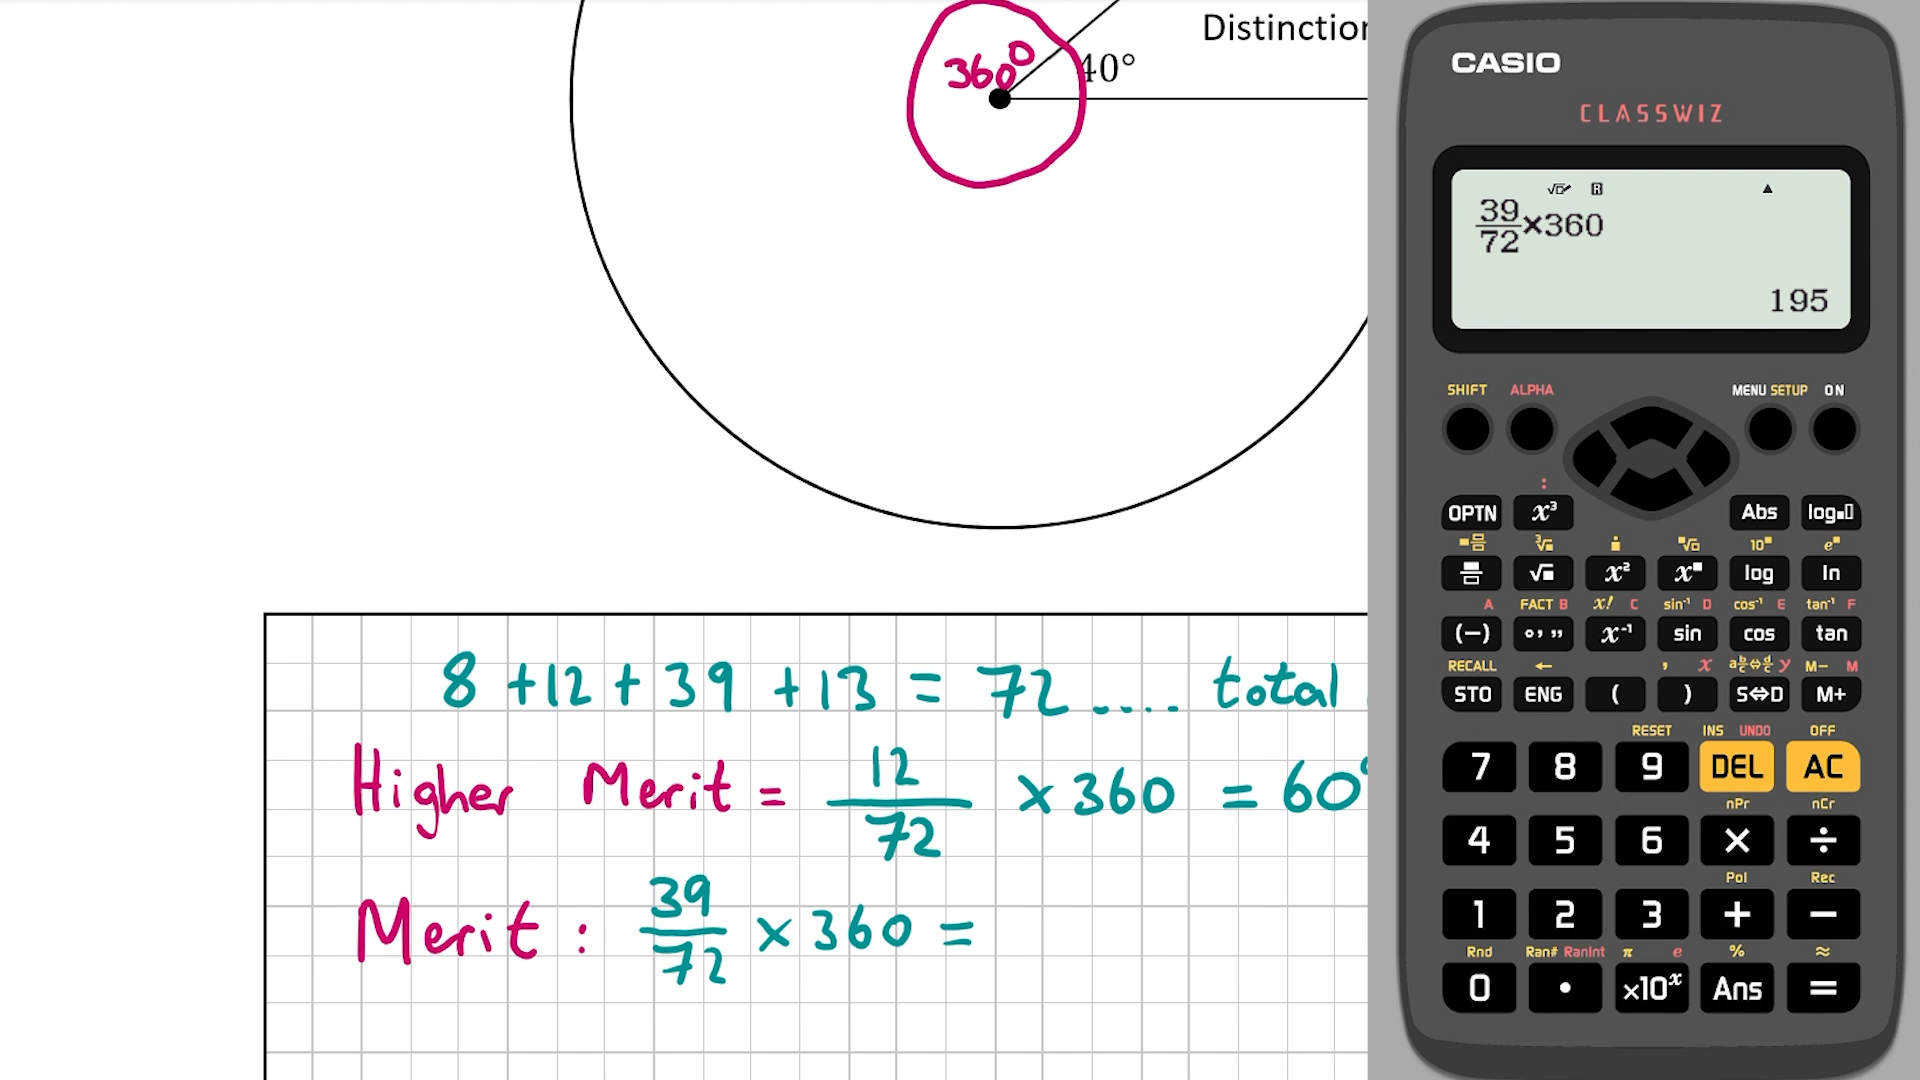 Distinction
360°
40°
8 + 12 + 39 + 13 = 72 .... total
Higher Merit = 12/72 × 360 = 60°
Merit : 39/72 × 360 =
CASIO
CLASSWIZ
39/72×360
195
SHIFT ALPHA MENU SETUP ON
:
OPTN x³ Abs log■▯
■■/■ ³√■ ■√▯ 10■ e■
■/■ √■ x² x■ log ln
A FACT B x! C sin⁻¹ D cos⁻¹ E tan⁻¹ F
(−) ° ’ ” x⁻¹ sin cos tan
RECALL ← , x a b/c⇔d/c y M− M
STO ENG ( ) S⇔D M+
RESET INS UNDO OFF
7 8 9 DEL AC
nPr nCr
4 5 6 × ÷
Pol Rec
1 2 3 + −
Rnd Ran# RanInt π e % ≈
0 • ×10ˣ Ans =